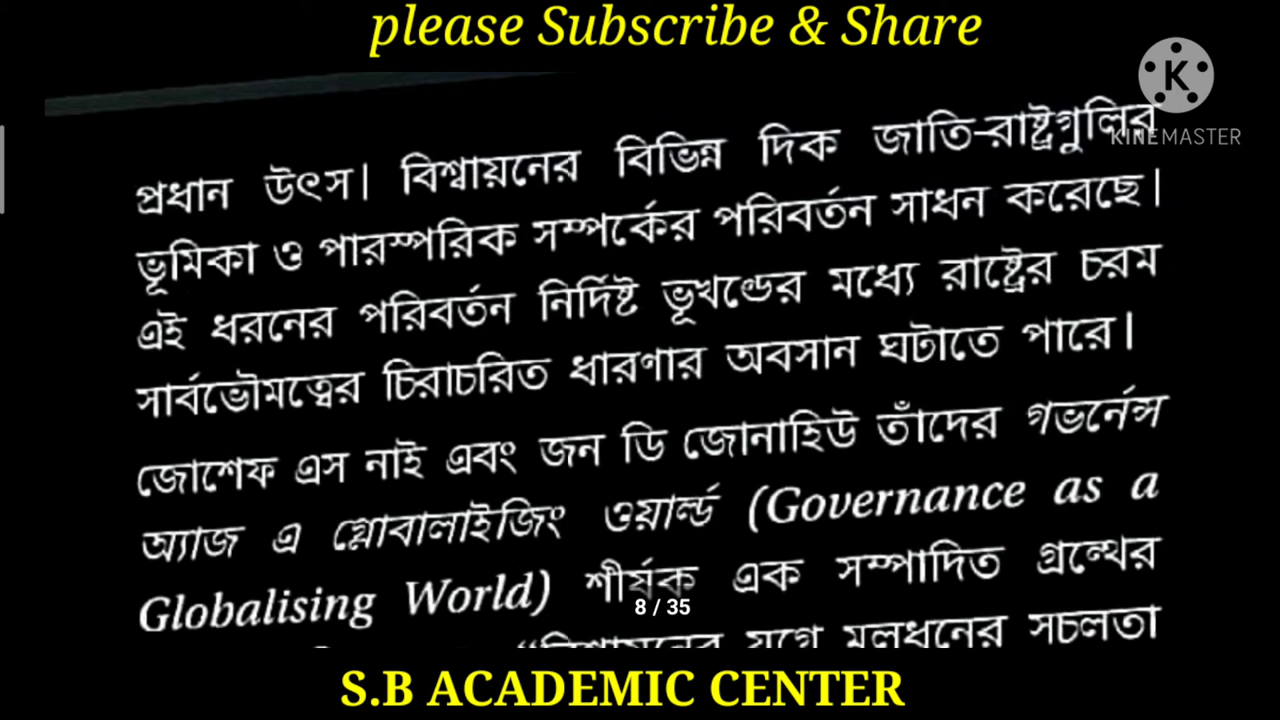 please Subscribe & Share
K
KINEMASTER
প্রধান উৎস। বিশ্বায়নের বিভিন্ন দিক জাতি-রাষ্ট্রগুলির
ভূমিকা ও পারস্পরিক সম্পর্কের পরিবর্তন সাধন করেছে।
এই ধরনের পরিবর্তন নির্দিষ্ট ভূখণ্ডের মধ্যে রাষ্ট্রের চরম
সার্বভৌমত্বের চিরাচরিত ধারণার অবসান ঘটাতে পারে।
জোশেফ এস নাই এবং জন ডি জোনাহিউ তাঁদের গভর্নেন্স
অ্যাজ এ গ্লোবালাইজিং ওয়ার্ল্ড (Governance as a
Globalising World) শীর্ষক এক সম্পাদিত গ্রন্থের
8 / 35
“বিশ্বায়নের যুগে মূলধনের সচলতা
S.B ACADEMIC CENTER